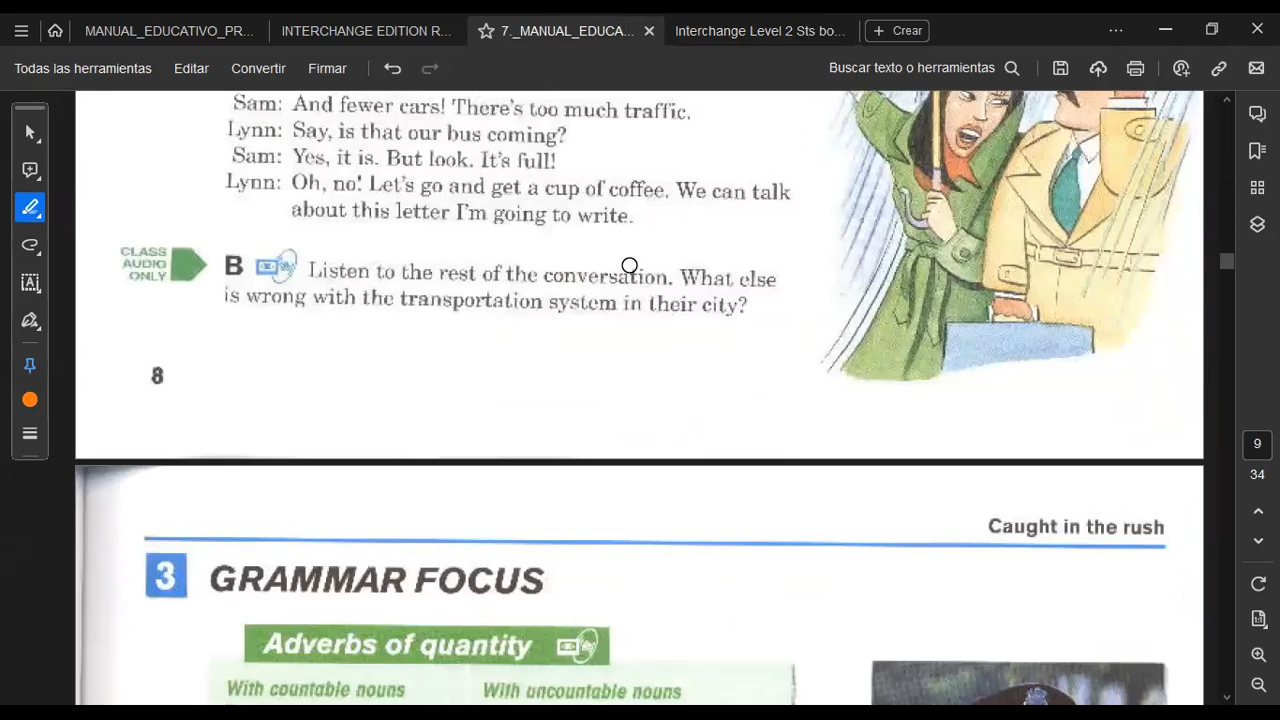 MANUAL_EDUCATIVO_PR...
INTERCHANGE EDITION R...
7._MANUAL_EDUCA...
Interchange Level 2 Sts bo...
+ Crear
Todas las herramientas
Editar
Convertir
Firmar
Buscar texto o herramientas
Sam: And fewer cars! There's too much traffic.
Lynn: Say, is that our bus coming?
Sam: Yes, it is. But look. It's full!
Lynn: Oh, no! Let's go and get a cup of coffee. We can talk
about this letter I'm going to write.
CLASS
AUDIO
ONLY
B Listen to the rest of the conversation. What else
is wrong with the transportation system in their city?
8
9
34
Caught in the rush
3 GRAMMAR FOCUS
Adverbs of quantity
With countable nouns With uncountable nouns